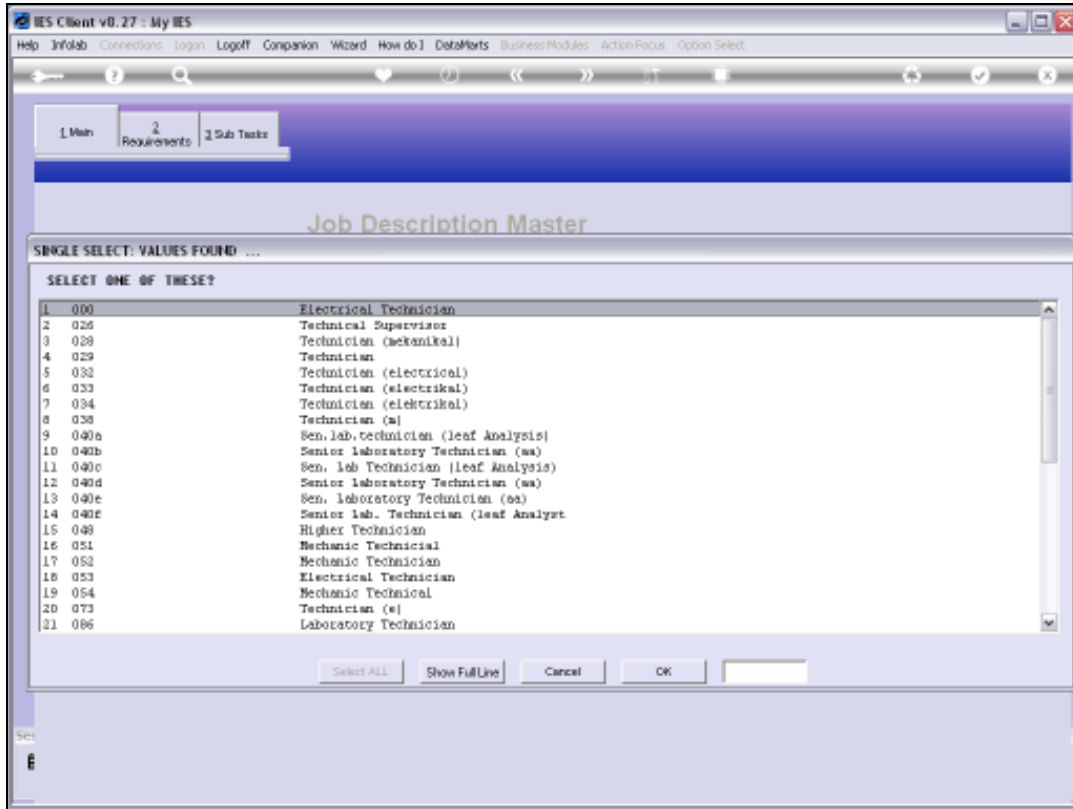 IES Client v8.27 : My IES
Help Infolab Connections Logon Logoff Companion Wizard How do I DataMarts Business Modules Action Focus Option Select
1 Main
2 Requirements
3 Sub Tasks
Job Description Master
SINGLE SELECT: VALUES FOUND ...
SELECT ONE OF THESE?
1 000 Electrical Technician
2 026 Technical Supervisor
3 028 Technician (mekanikal)
4 029 Technician
5 032 Technician (electrical)
6 033 Technician (electrikal)
7 034 Technician (elektrikal)
8 038 Technician (m)
9 040a Sen.lab.technician (leaf Analysis)
10 040b Senior laboratory Technician (aa)
11 040c Sen. lab Technician (leaf Analysis)
12 040d Senior laboratory Technician (aa)
13 040e Sen. laboratory Technician (aa)
14 040f Senior lab. Technician (leaf Analyst
15 048 Higher Technician
16 051 Mechanic Technicial
17 052 Mechanic Technician
18 053 Electrical Technician
19 054 Mechanic Technical
20 073 Technician (e)
21 086 Laboratory Technician
Select ALL Show Full Line Cancel OK